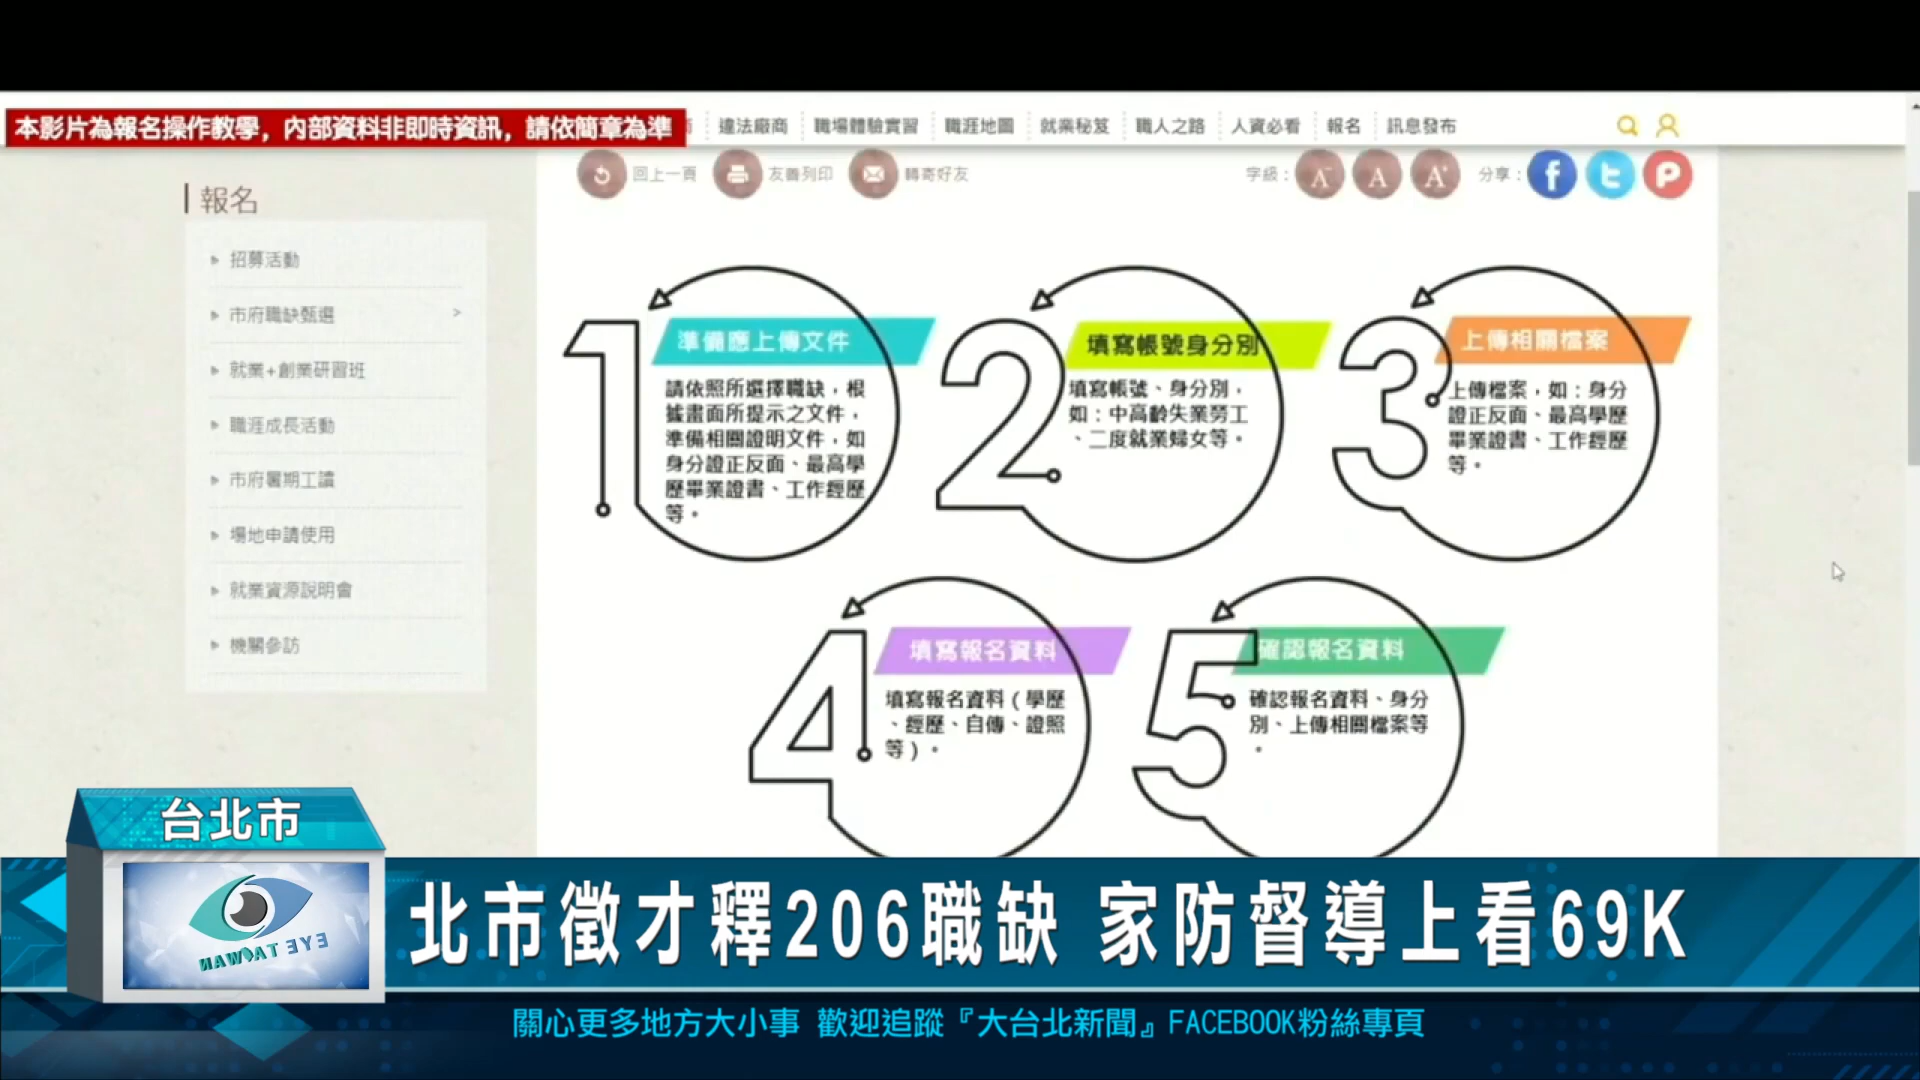 本影片為報名操作教學，內部資料非即時資訊，請依簡章為準
違法廠商 職場體驗實習 職涯地圖 就業秘笈 職人之路 人資必看 報名 訊息發布
回上一頁 友善列印 轉寄好友 字級： A- A A+ 分享： f t P
報名
招募活動
市府職缺甄選 >
就業+創業研習班
職涯成長活動
市府暑期工讀
場地申請使用
就業資源說明會
機關參訪
1
準備應上傳文件
請依照所選擇職缺，根
據畫面所提示之文件，
準備相關證明文件，如
身分證正反面、最高學
歷畢業證書、工作經歷
等。
2
填寫帳號身分別
填寫帳號、身分別，
如：中高齡失業勞工
、二度就業婦女等。
3
上傳相關檔案
上傳檔案，如：身分
證正反面、最高學歷
畢業證書、工作經歷
等。
4
填寫報名資料
填寫報名資料（學歷
、經歷、自傳、證照
等）。
5
確認報名資料
確認報名資料、身分
別、上傳相關檔案等
。
台北市
北市徵才釋206職缺 家防督導上看69K
關心更多地方大小事 歡迎追蹤『大台北新聞』FACEBOOK粉絲專頁